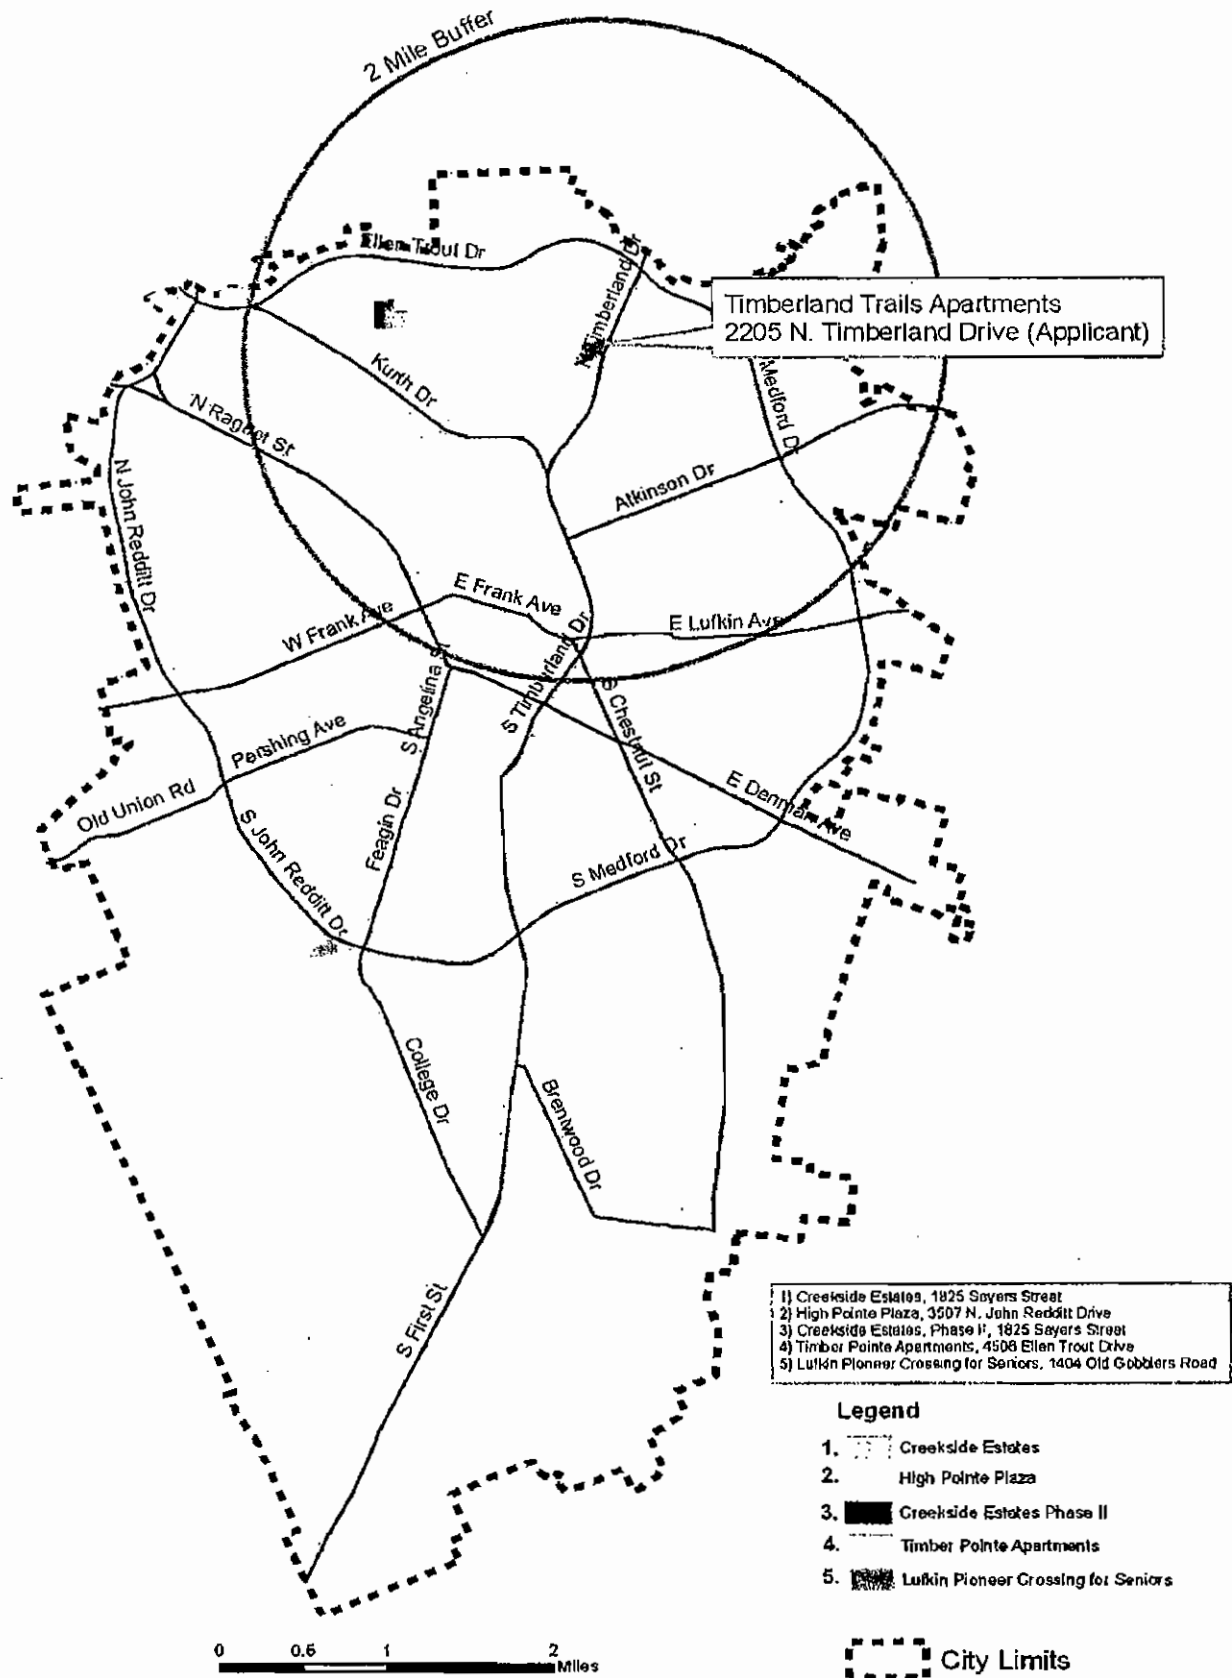 2 Mile Buffer
Ellen Trout Dr
N Timberland Dr
Timberland Trails Apartments
2205 N. Timberland Drive (Applicant)
Kurth Dr
Medford Dr
N Raguet St
Atkinson Dr
N John Redditt Dr
E Frank Ave
W Frank Ave
E Lufkin Ave
S Timberland Dr
S Angelina St
S Chestnut St
Pershing Ave
Old Union Rd
E Denman Ave
Feagin Dr
S John Redditt Dr
S Medford Dr
College Dr
Brentwood Dr
S First St
1) Creekside Estates, 1825 Sayers Street
2) High Pointe Plaza, 3507 N. John Redditt Drive
3) Creekside Estates, Phase II, 1825 Sayers Street
4) Timber Pointe Apartments, 4508 Ellen Trout Drive
5) Lufkin Pioneer Crossing for Seniors, 1404 Old Gobblers Road
Legend
1. Creekside Estates
2. High Pointe Plaza
3. Creekside Estates Phase II
4. Timber Pointe Apartments
5. Lufkin Pioneer Crossing for Seniors
0 0.5 1 2
Miles
City Limits